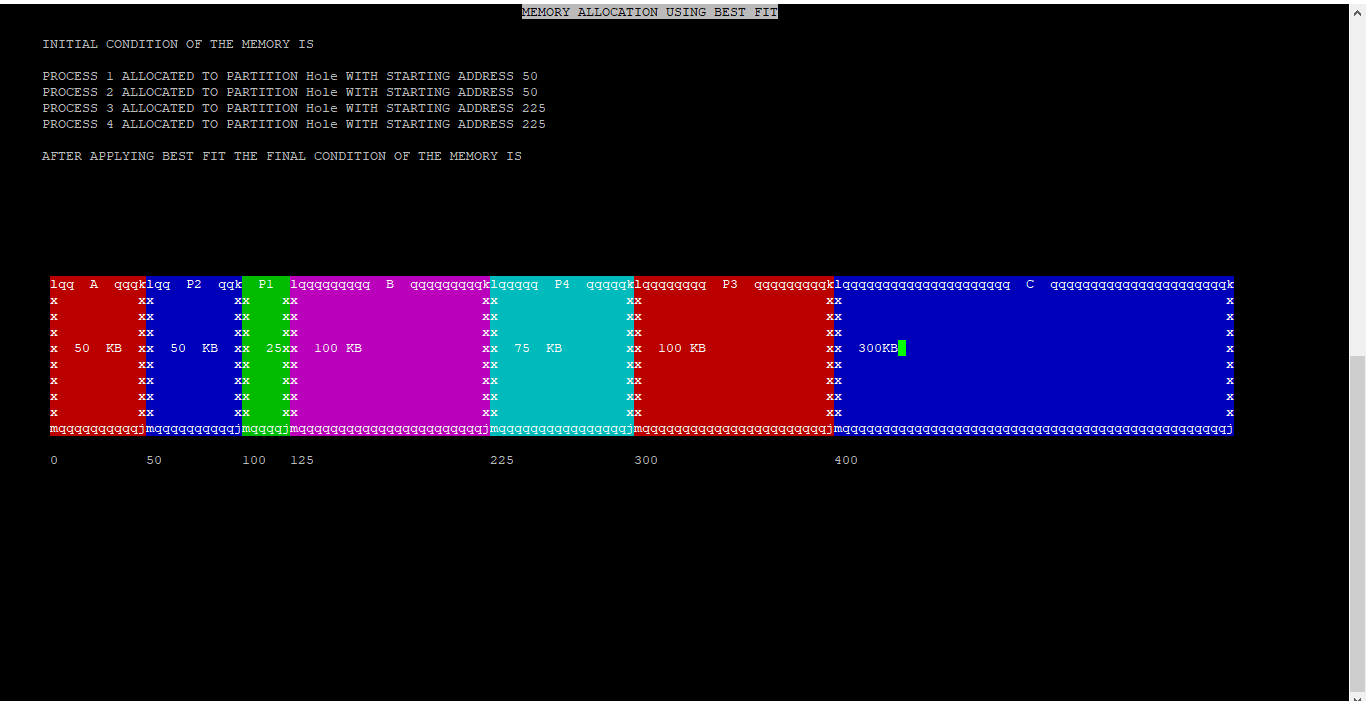 MEMORY ALLOCATION USING BEST FIT
INITIAL CONDITION OF THE MEMORY IS
PROCESS 1 ALLOCATED TO PARTITION Hole WITH STARTING ADDRESS 50
PROCESS 2 ALLOCATED TO PARTITION Hole WITH STARTING ADDRESS 50
PROCESS 3 ALLOCATED TO PARTITION Hole WITH STARTING ADDRESS 225
PROCESS 4 ALLOCATED TO PARTITION Hole WITH STARTING ADDRESS 225
AFTER APPLYING BEST FIT THE FINAL CONDITION OF THE MEMORY IS
lqq  A  qqqklqq  P2  qqk  P1  lqqqqqqqqq  B  qqqqqqqqqklqqqqq  P4  qqqqqklqqqqqqqq  P3  qqqqqqqqqklqqqqqqqqqqqqqqqqqqqqq  C  qqqqqqqqqqqqqqqqqqqqqqk
x          xx          xx    xx                       xx                 xx                       xx                                                x
x          xx          xx    xx                       xx                 xx                       xx                                                x
x          xx          xx    xx                       xx                 xx                       xx                                                x
x  50  KB  xx  50  KB  xx  25xx  100 KB               xx  75  KB        xx  100 KB               xx  300KB                                         x
x          xx          xx    xx                       xx                 xx                       xx                                                x
x          xx          xx    xx                       xx                 xx                       xx                                                x
x          xx          xx    xx                       xx                 xx                       xx                                                x
x          xx          xx    xx                       xx                 xx                       xx                                                x
mqqqqqqqqqqjmqqqqqqqqqqjmqqqqjmqqqqqqqqqqqqqqqqqqqqqqqjmqqqqqqqqqqqqqqqqjmqqqqqqqqqqqqqqqqqqqqqqqjmqqqqqqqqqqqqqqqqqqqqqqqqqqqqqqqqqqqqqqqqqqqqqqqqj
0 50 100 125 225 300 400